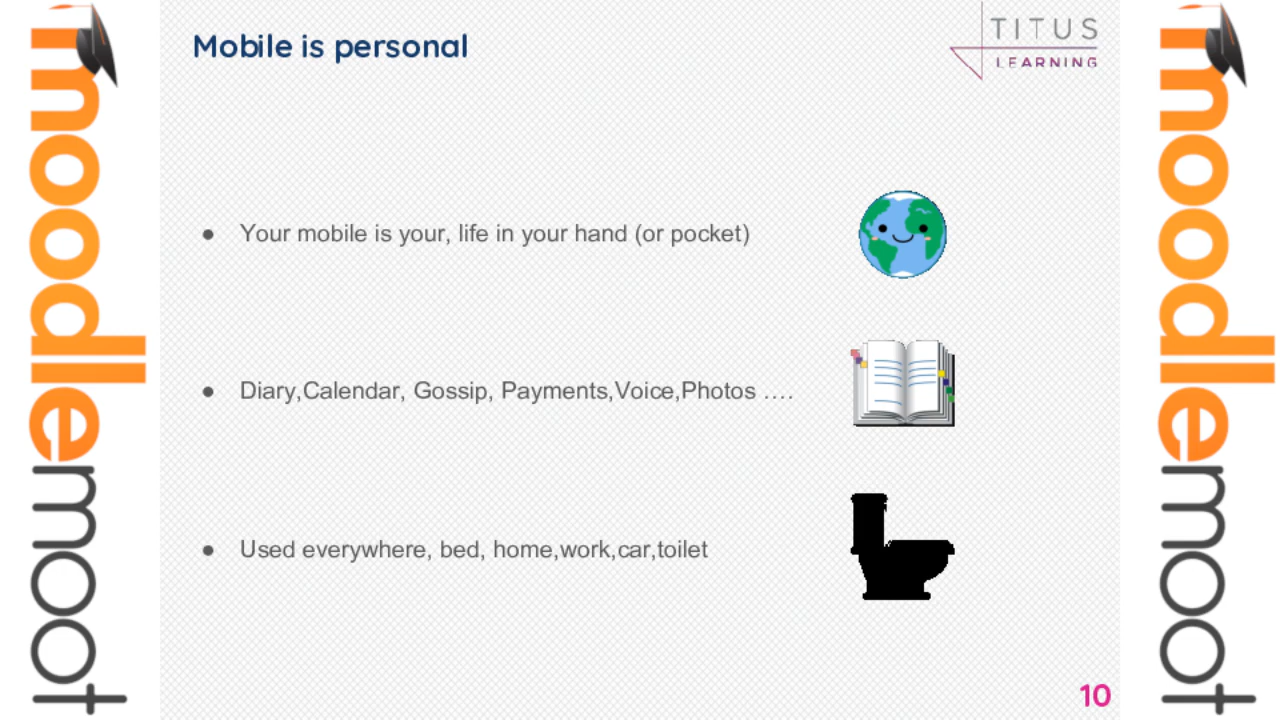 moodlemoot
Mobile is personal
TITUS
LEARNING
● Your mobile is your, life in your hand (or pocket)
● Diary,Calendar, Gossip, Payments,Voice,Photos ….
● Used everywhere, bed, home,work,car,toilet
10
moodlemoot